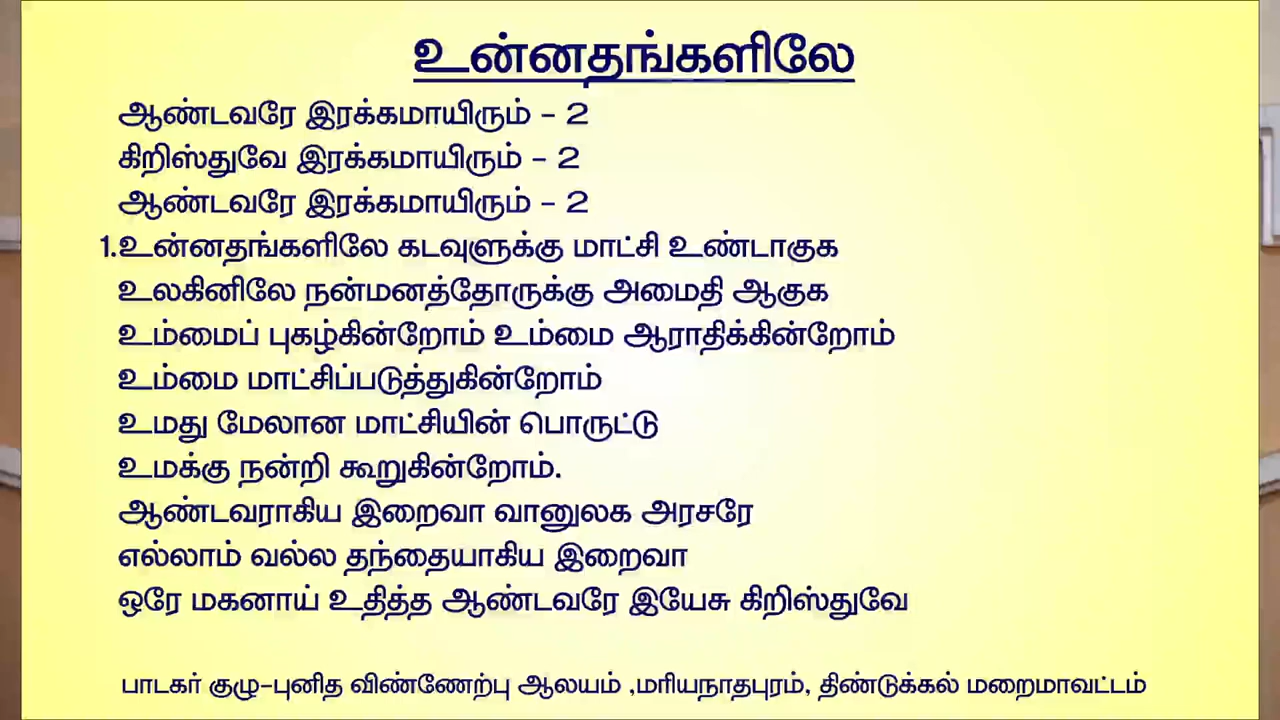 உன்னதங்களிலே
ஆண்டவரே இரக்கமாயிரும் – 2
கிறிஸ்துவே இரக்கமாயிரும் – 2
ஆண்டவரே இரக்கமாயிரும் – 2
1.உன்னதங்களிலே கடவுளுக்கு மாட்சி உண்டாகுக
உலகினிலே நன்மனத்தோருக்கு அமைதி ஆகுக
உம்மைப் புகழ்கின்றோம் உம்மை ஆராதிக்கின்றோம்
உம்மை மாட்சிப்படுத்துகின்றோம்
உமது மேலான மாட்சியின் பொருட்டு
உமக்கு நன்றி கூறுகின்றோம்.
ஆண்டவராகிய இறைவா வானுலக அரசரே
எல்லாம் வல்ல தந்தையாகிய இறைவா
ஒரே மகனாய் உதித்த ஆண்டவரே இயேசு கிறிஸ்துவே
பாடகர் குழு–புனித விண்ணேற்பு ஆலயம் ,மரியநாதபுரம், திண்டுக்கல் மறைமாவட்டம்